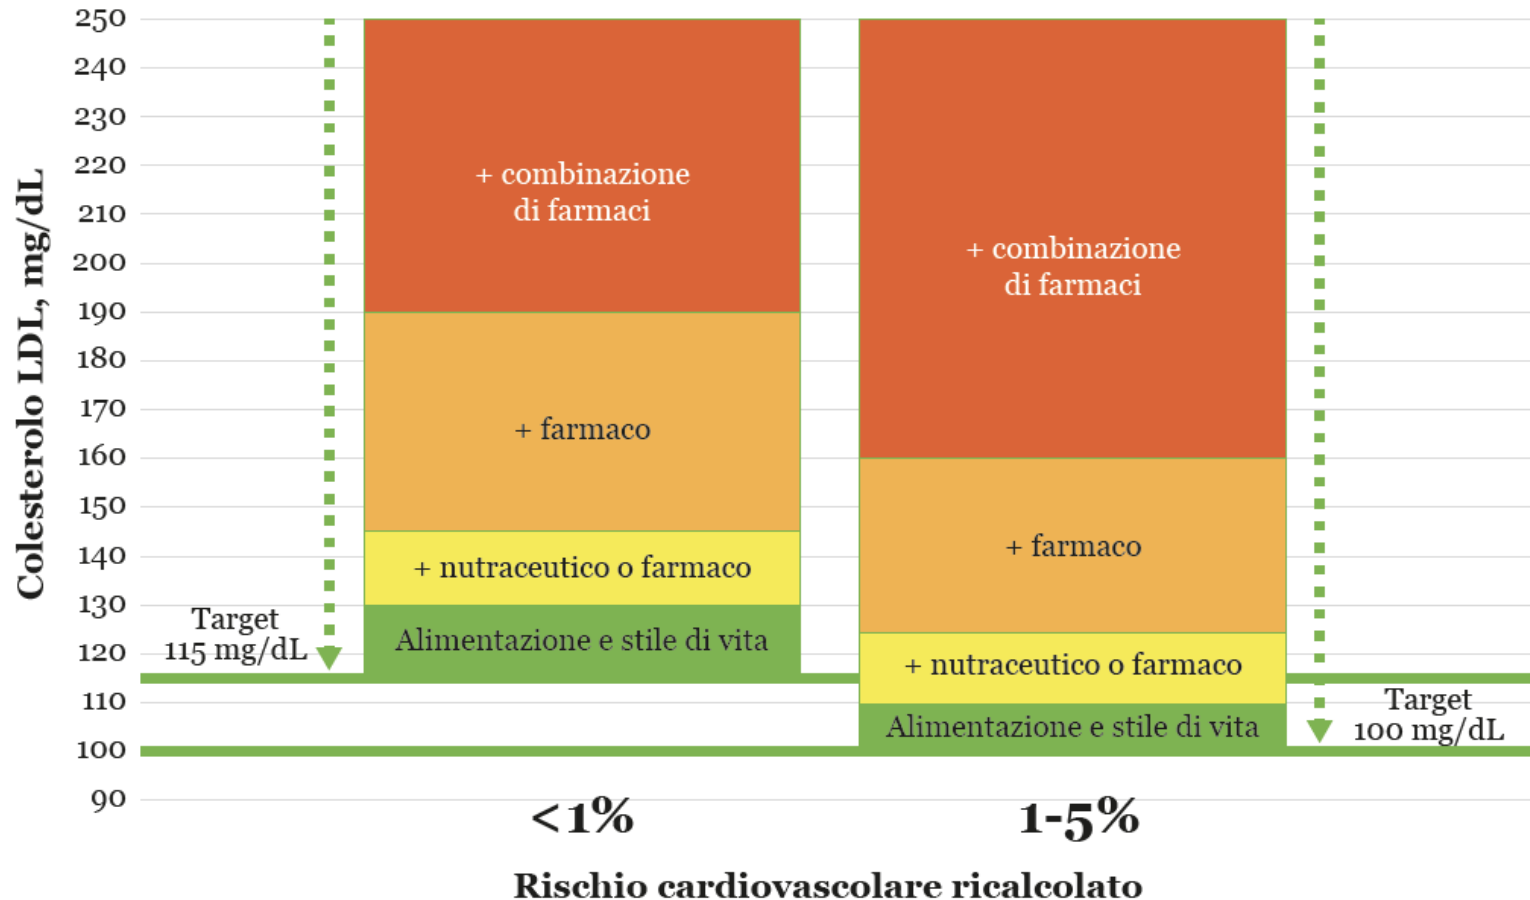 Colesterolo LDL, mg/dL
250
240
230
220
210
200
190
180
170
160
150
140
130
120
110
100
90
Target
115 mg/dL
+ combinazione
di farmaci
+ farmaco
+ nutraceutico o farmaco
Alimentazione e stile di vita
+ combinazione
di farmaci
+ farmaco
+ nutraceutico o farmaco
Alimentazione e stile di vita
Target
100 mg/dL
<1%
1-5%
Rischio cardiovascolare ricalcolato